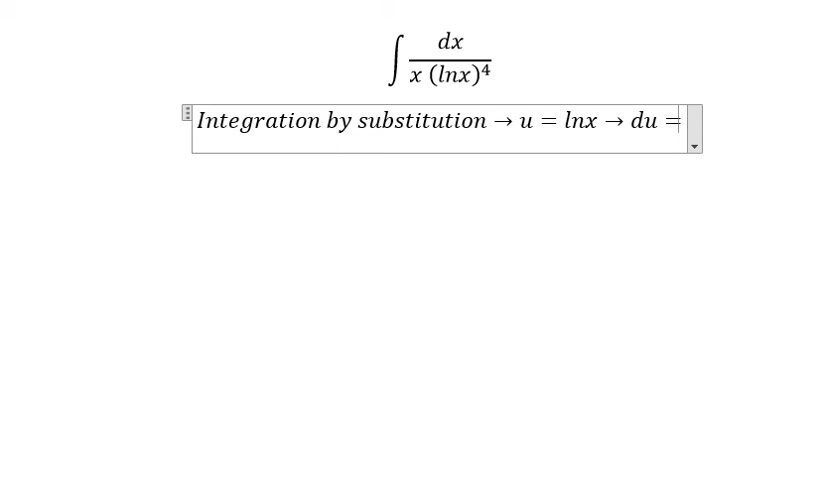 ∫ dx / x (lnx)⁴
Integration by substitution → u = lnx → du =